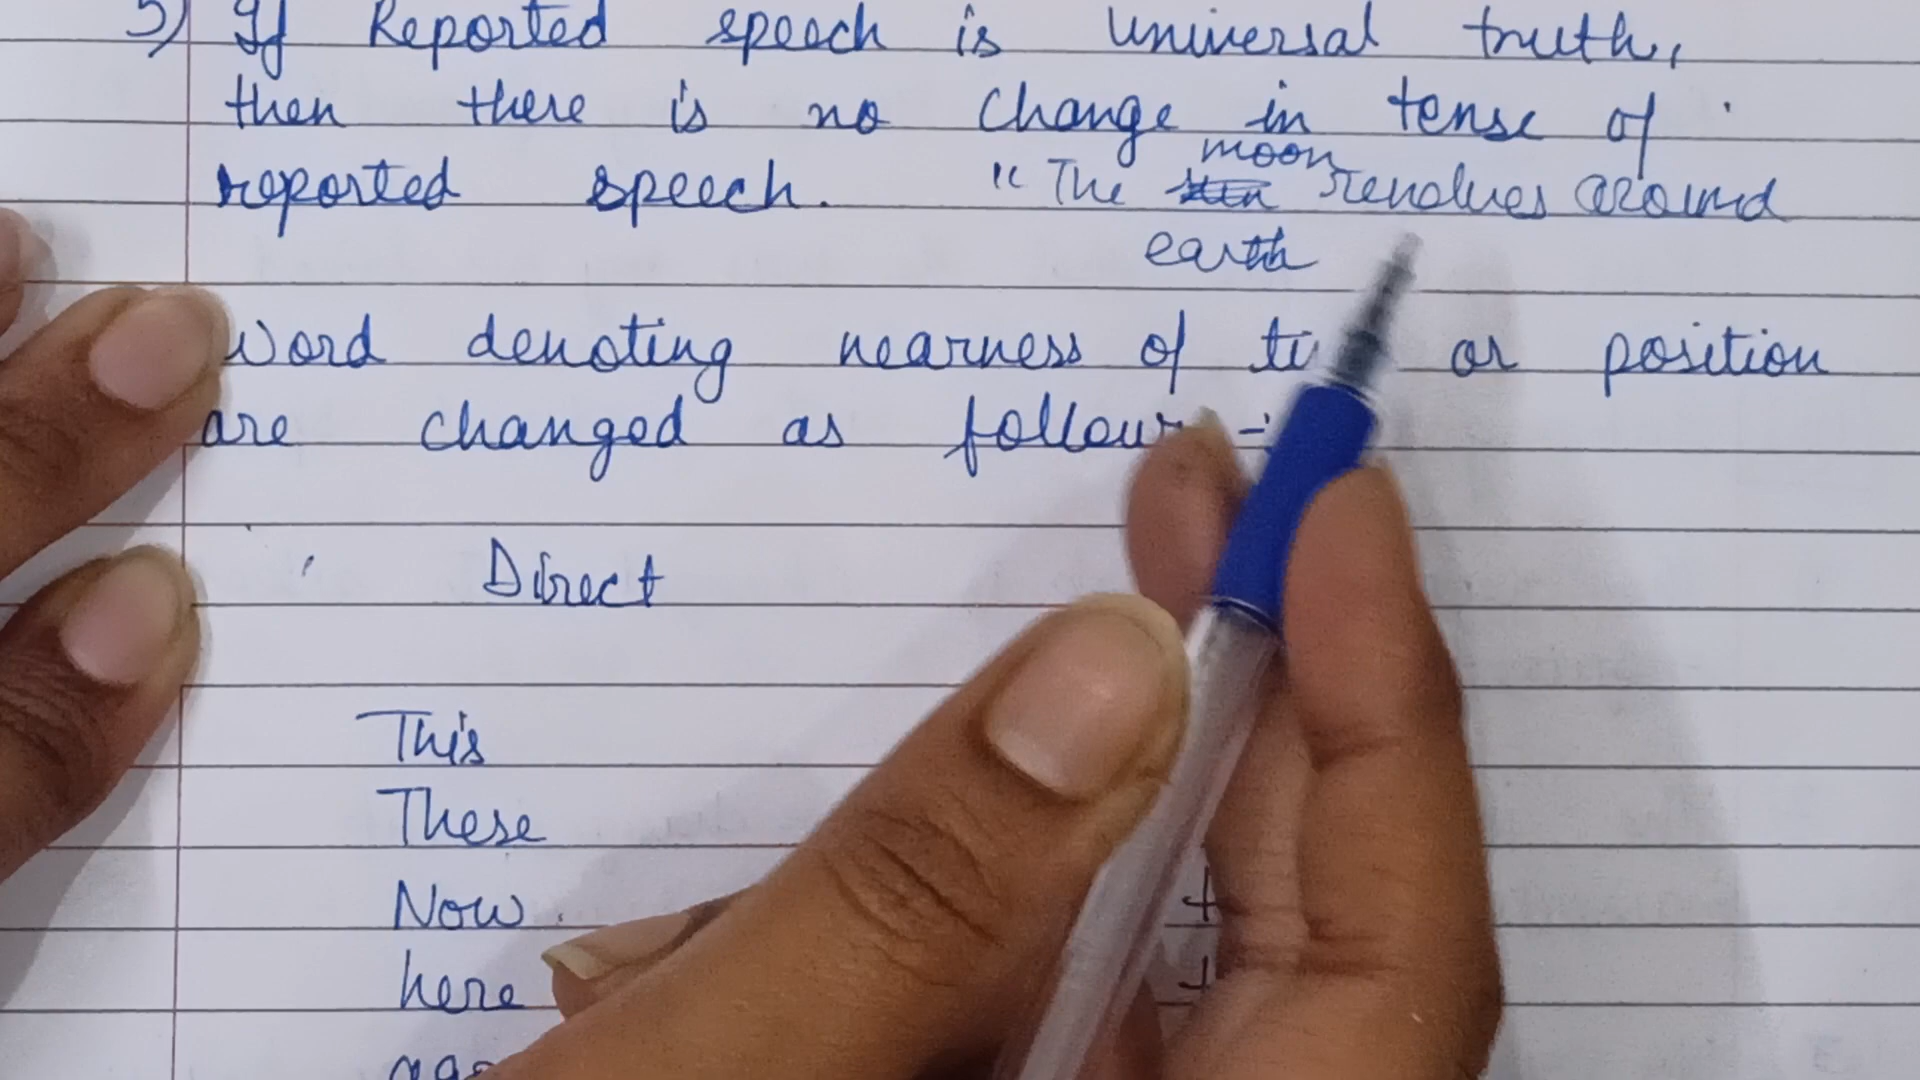 5) If Reported speech is universal truth,
then there is no change in tense of
reported speech. "The moon revolves around
earth
Word denoting nearness of or position
are changed as follows :-
Direct
This
These
Now
here